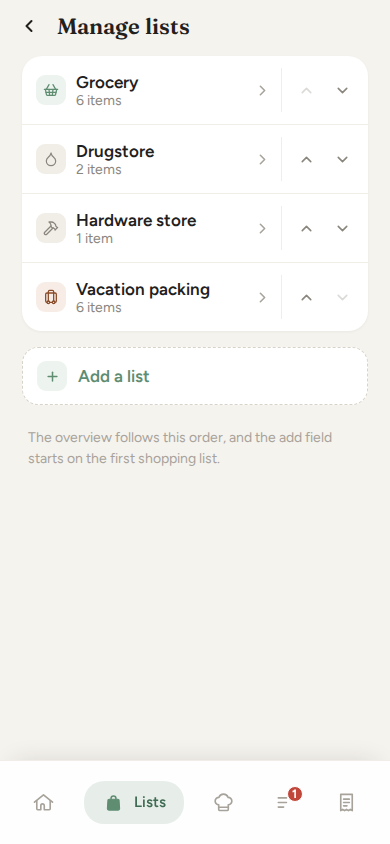 Manage lists
Grocery
6 items
Drugstore
2 items
Hardware store
1 item
Vacation packing
6 items
Add a list
The overview follows this order, and the add field
starts on the first shopping list.
Lists
1